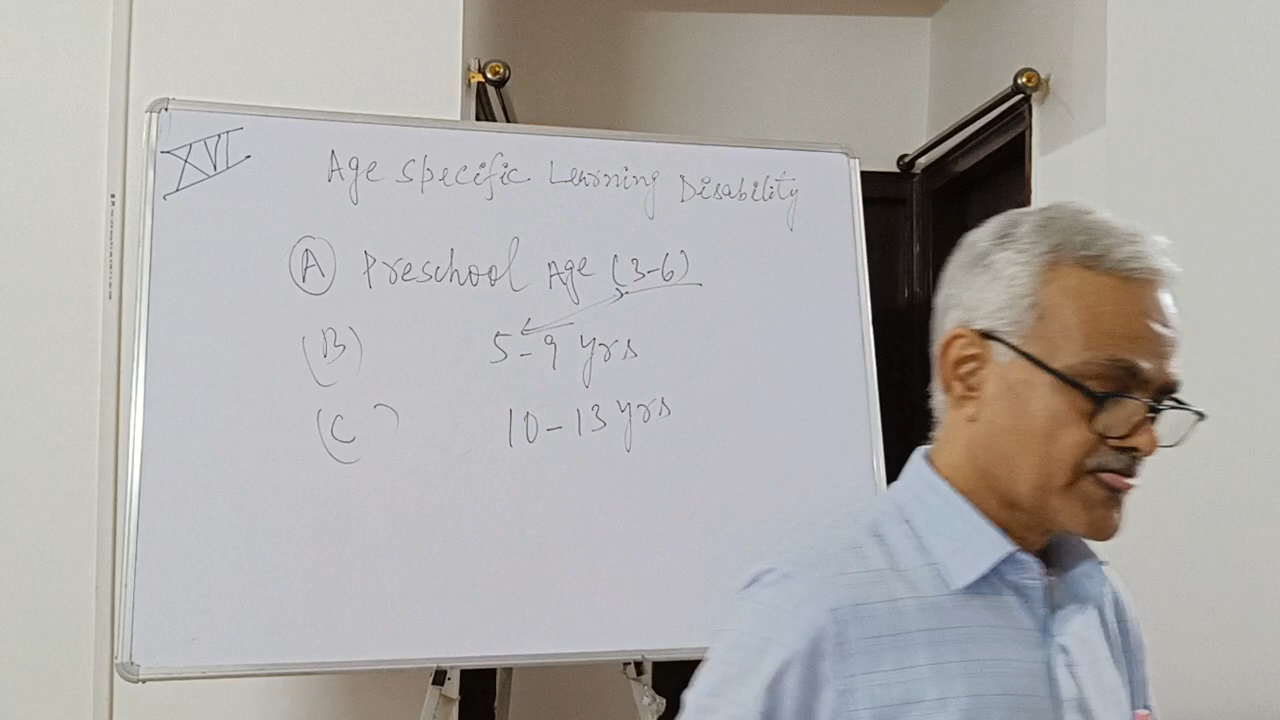 XVI
Age Specific Learning Disability
(A) Preschool Age (3-6)
(B) 5-9 yrs
(C) 10-13 yrs